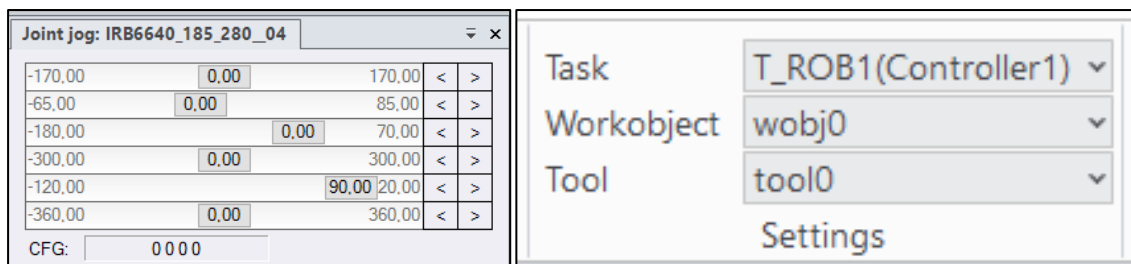 Joint jog: IRB6640_185_280__04
-170,00 0,00 170,00 < >
-65,00 0,00 85,00 < >
-180,00 0,00 70,00 < >
-300,00 0,00 300,00 < >
-120,00 90,00 20,00 < >
-360,00 0,00 360,00 < >
CFG: 0 0 0 0
Task T_ROB1(Controller1)
Workobject wobj0
Tool tool0
Settings